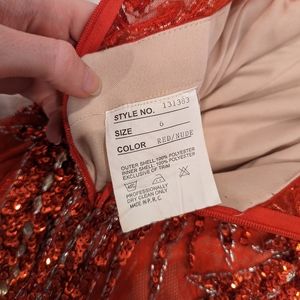 STYLE NO. 131383
SIZE 6
COLOR RED/NUDE
OUTER SHELL 100% POLYESTER
INNER SHELL 100% POLYESTER
EXCLUSIVE OF TRIM
PROFESSIONALLY
DRY CLEAN ONLY
MADE IN P.R.C.